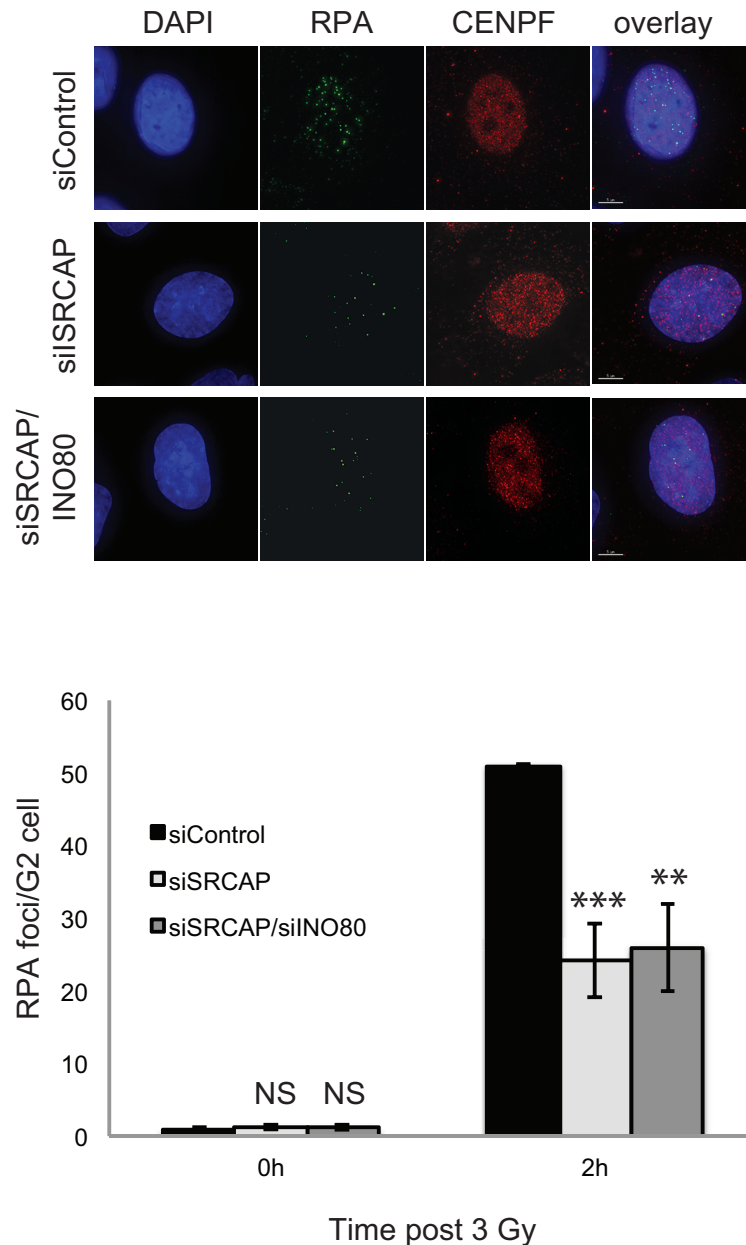 DAPI RPA CENPF overlay
siControl
siISRCAP
siSRCAP/
INO80
RPA foci/G2 cell
60
50
40
30
20
10
0
siControl
siSRCAP
siSRCAP/siINO80
NS NS
*** **
0h 2h
Time post 3 Gy